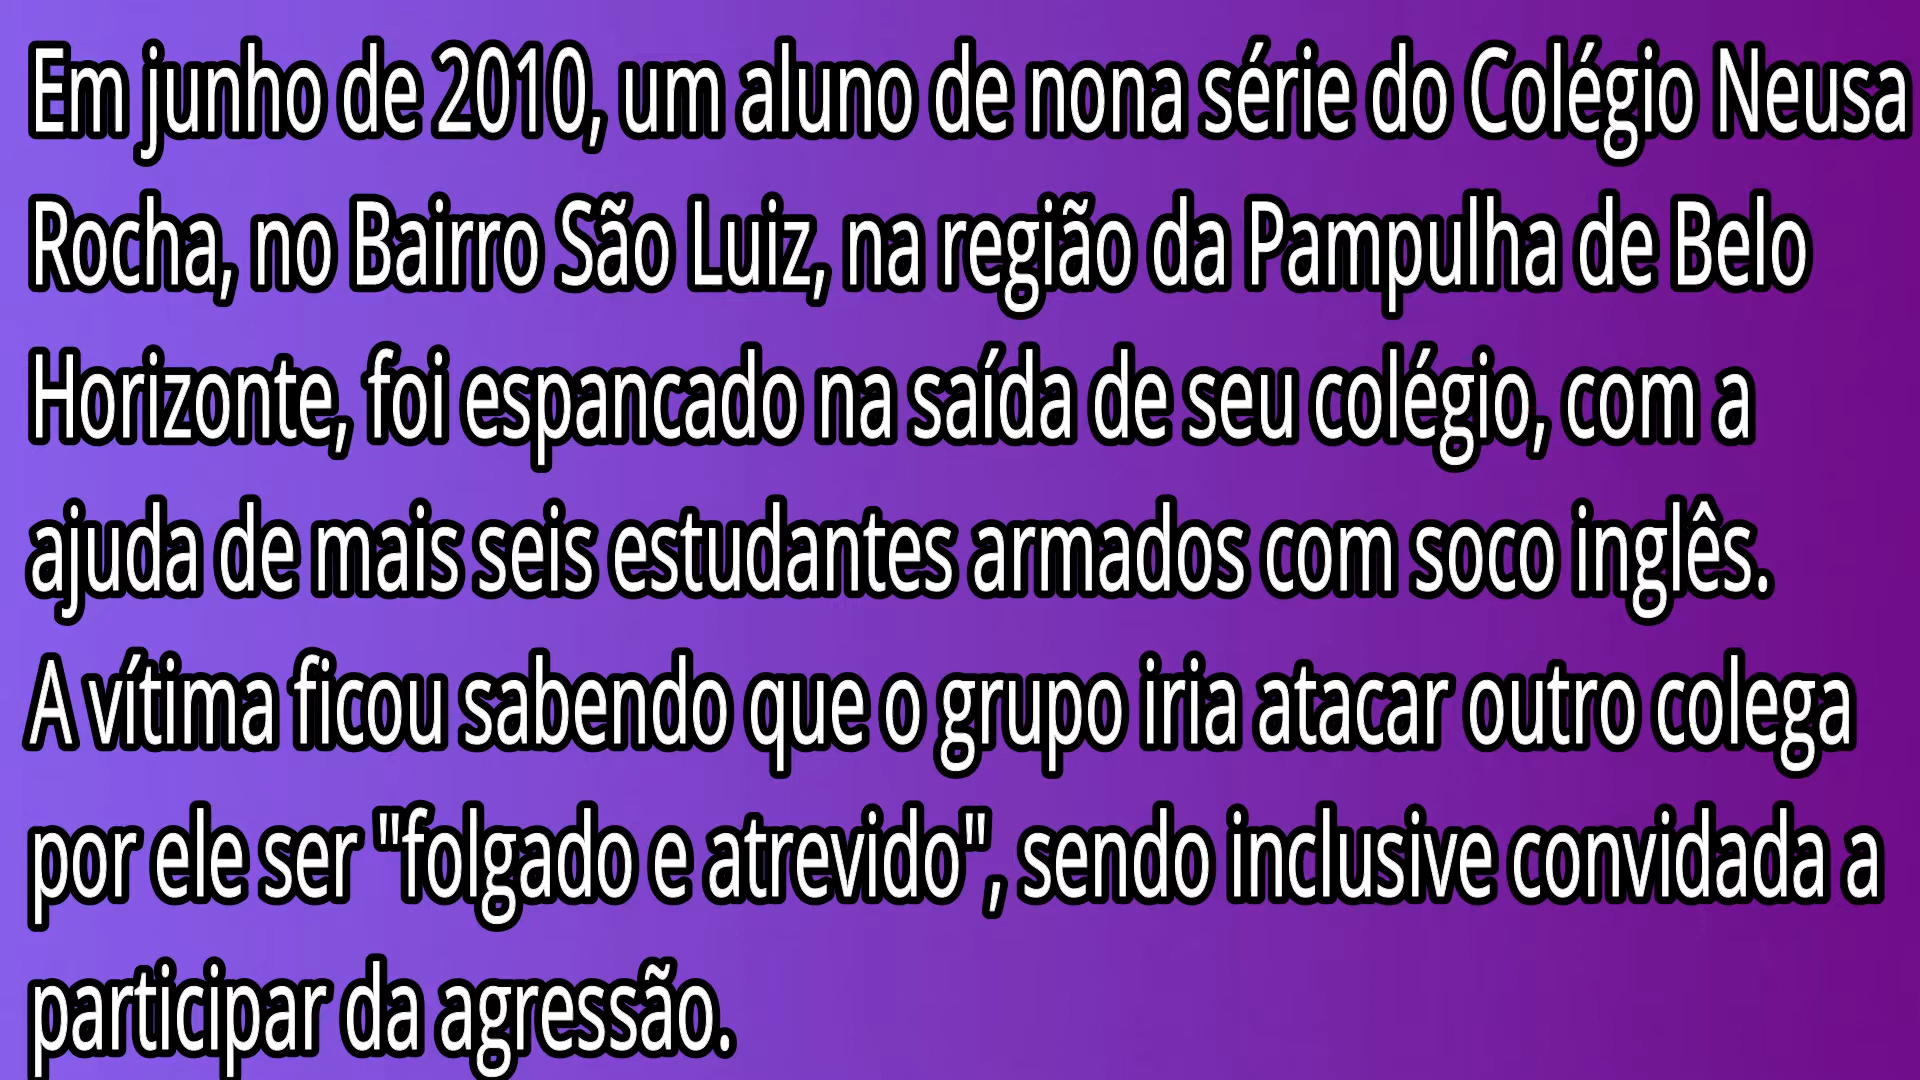 Em junho de 2010, um aluno de nona série do Colégio Neusa
Rocha, no Bairro São Luiz, na região da Pampulha de Belo
Horizonte, foi espancado na saída de seu colégio, com a
ajuda de mais seis estudantes armados com soco inglês.
A vítima ficou sabendo que o grupo iria atacar outro colega
por ele ser "folgado e atrevido", sendo inclusive convidada a
participar da agressão.